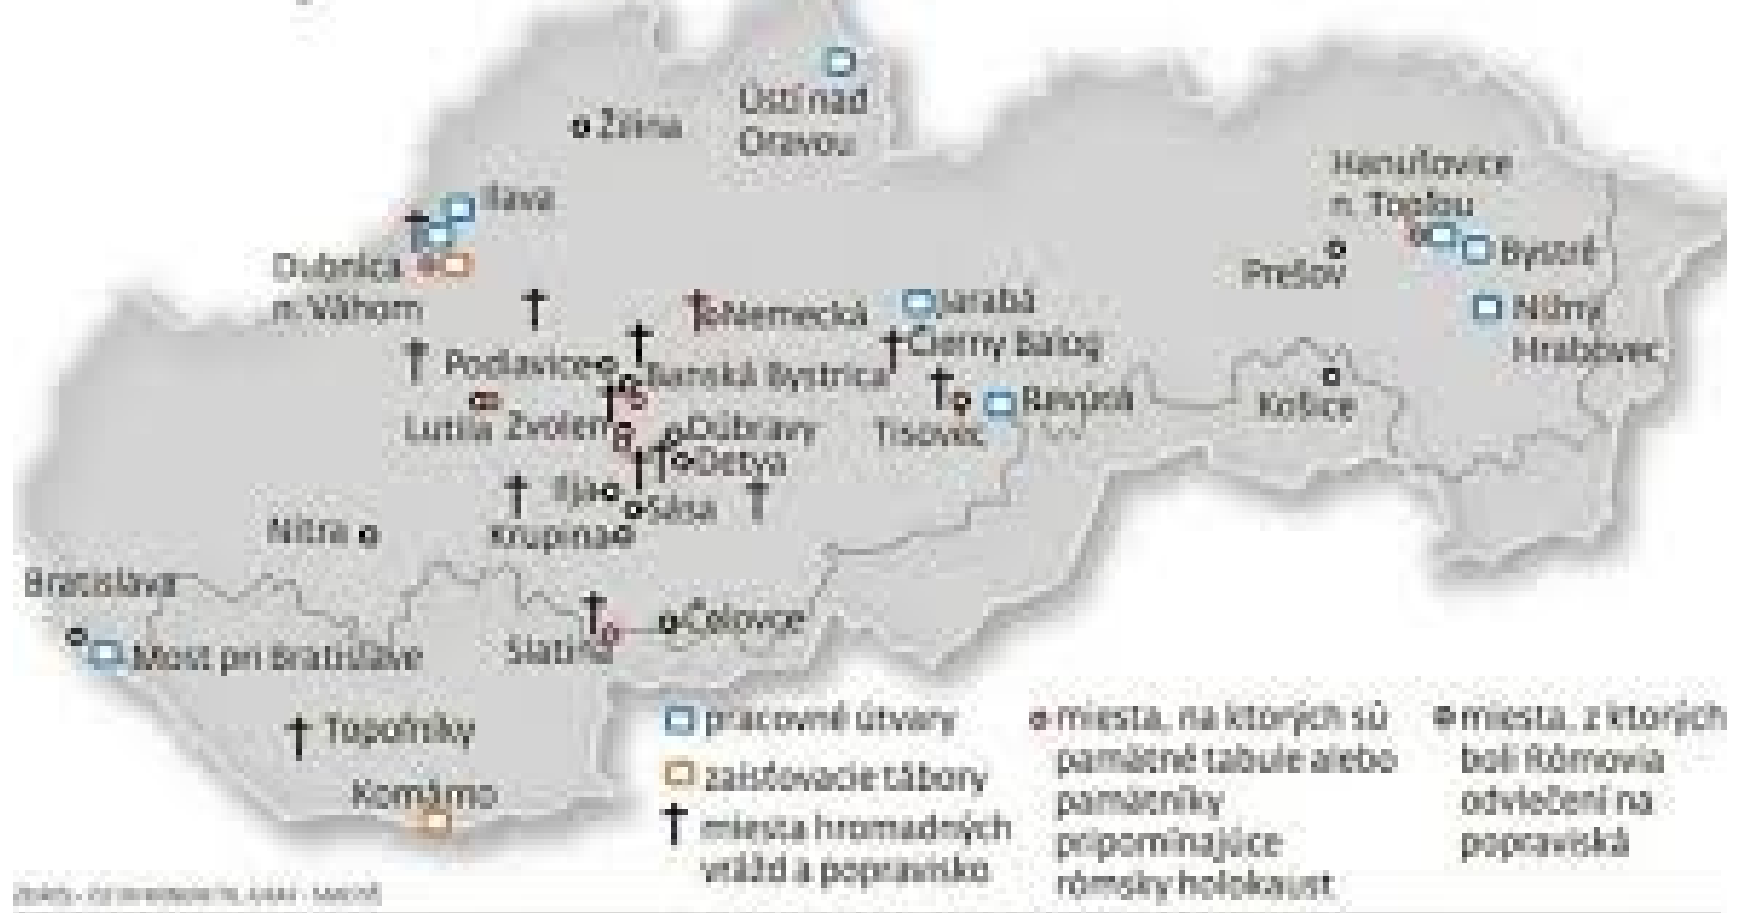 Ústí nad
Oravou
Žilina
Ilava
Dubnica
n. Váhom
Hanušovice
n. Topľou
Bystré
Prešov
Nižný
Hrabovec
Nemecká
Jarabá
Čierny Balog
Podlavice
Banská Bystrica
Košice
Lutila
Zvolen
Dúbravy
Tisovec
Revúca
Detva
Ilja
Sása
Nitra
Krupina
Bratislava
Most pri Bratislave
Slatina
Čelovce
Topoľníky
Komárno
pracovné útvary
zaisťovacie tábory
miesta hromadných
vrážd a popravisko
miesta, na ktorých sú
pamätné tabule alebo
pamätníky
pripomínajúce
rómsky holokaust
miesta, z ktorých
boli Rómovia
odvlečení na
popraviská